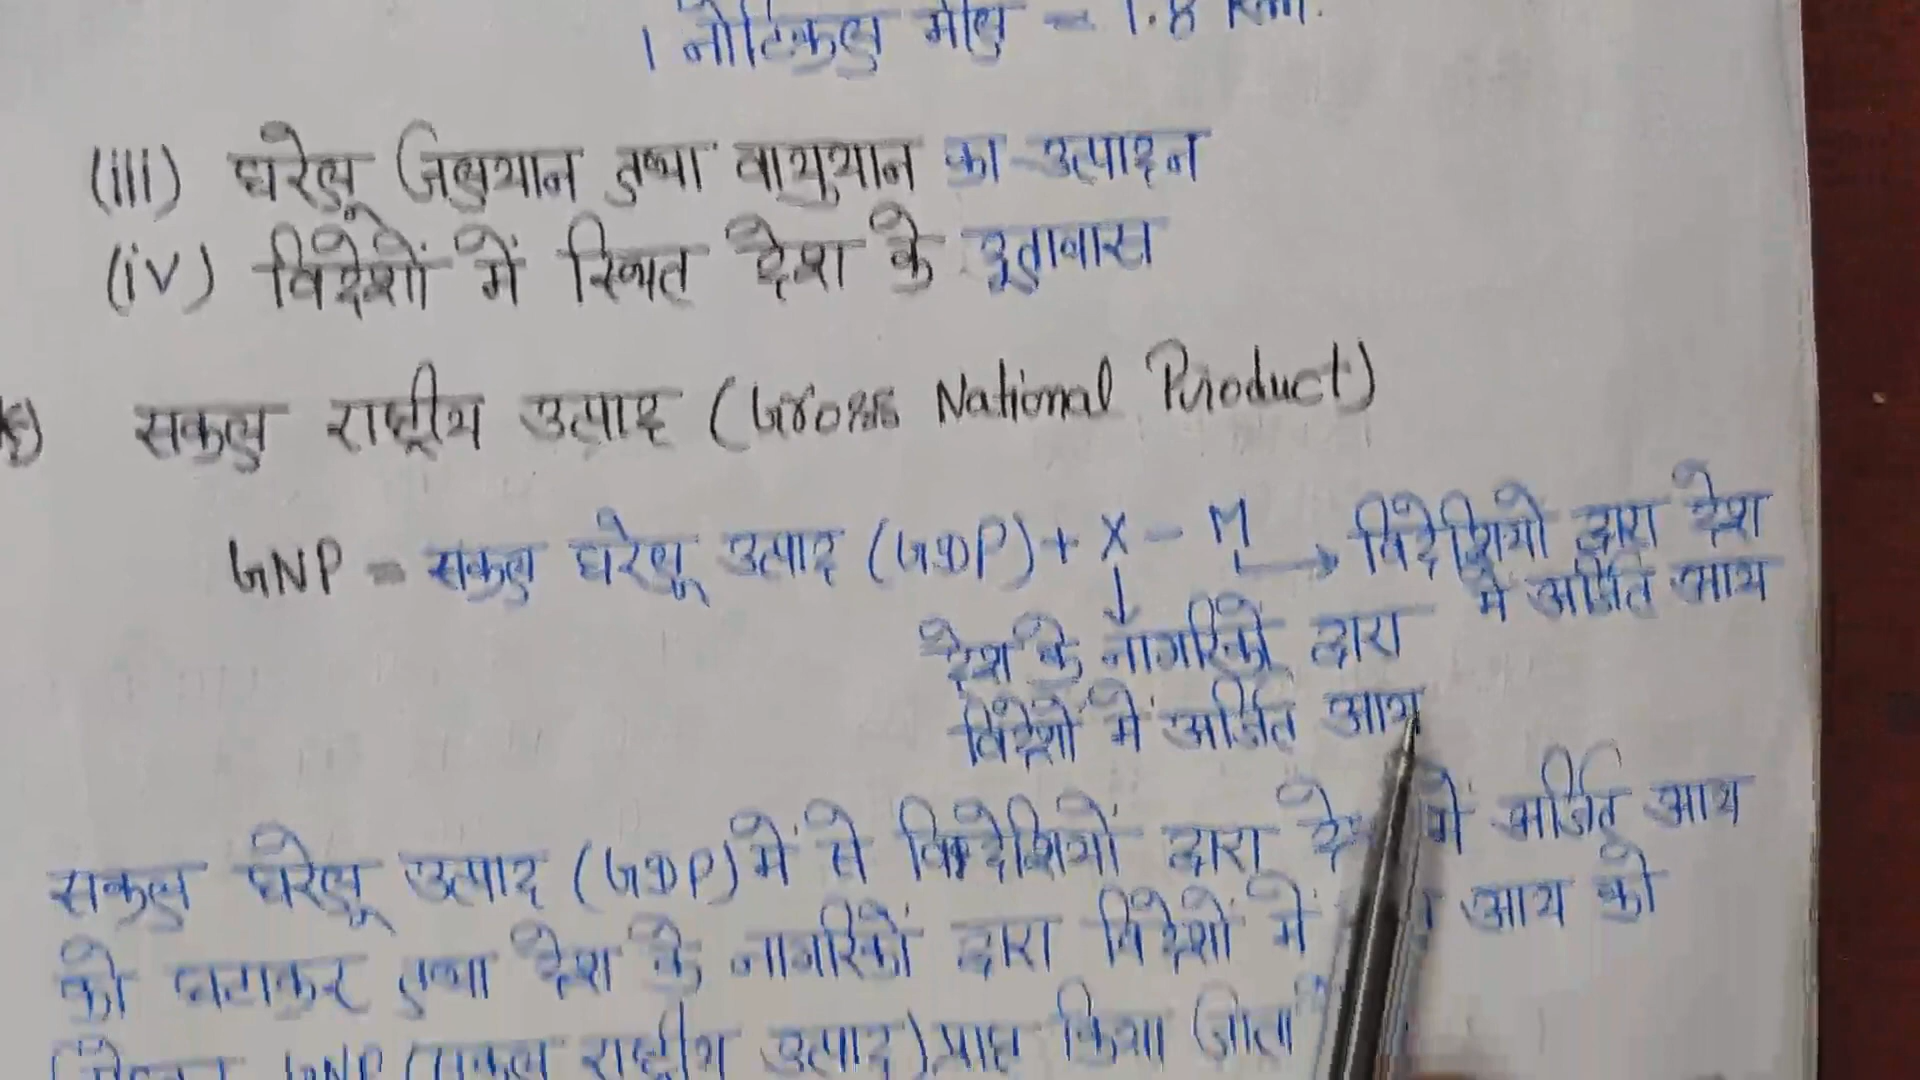 1 नौटिकल मील = 1.8 Km.
(iii) घरेलू जलयान तथा वायुयान का उत्पादन
(iv) विदेशों में स्थित देश के दूतावास
सकल राष्ट्रीय उत्पाद (Gross National Product)
GNP = सकल घरेलू उत्पाद (GDP) + X - M → विदेशियो द्वारा देश
में अर्जित आय
↓
देश के नागरिकों द्वारा
विदेशों में अर्जित आय
सकल घरेलू उत्पाद (GDP) में से विदेशियों द्वारा में अर्जित आय
को घटाकर तथा देश के नागरिकों द्वारा विदेशों में आय को
GNP (सकल राष्ट्रीय उत्पाद) प्राप्त किया जाता